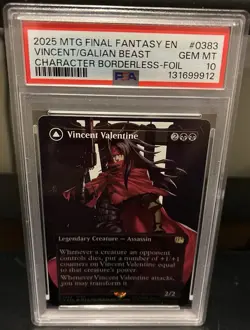 2025 MTG FINAL FANTASY EN #0383
VINCENT/GALIAN BEAST GEM MT
CHARACTER BORDERLESS-FOIL 10
PSA 131699912
Vincent Valentine
Legendary Creature — Assassin
Whenever a creature an opponent
controls dies, put a number of +1/+1
counters on Vincent Valentine equal
to that creature's power.
Whenever Vincent Valentine attacks,
you may transform it.
2/2